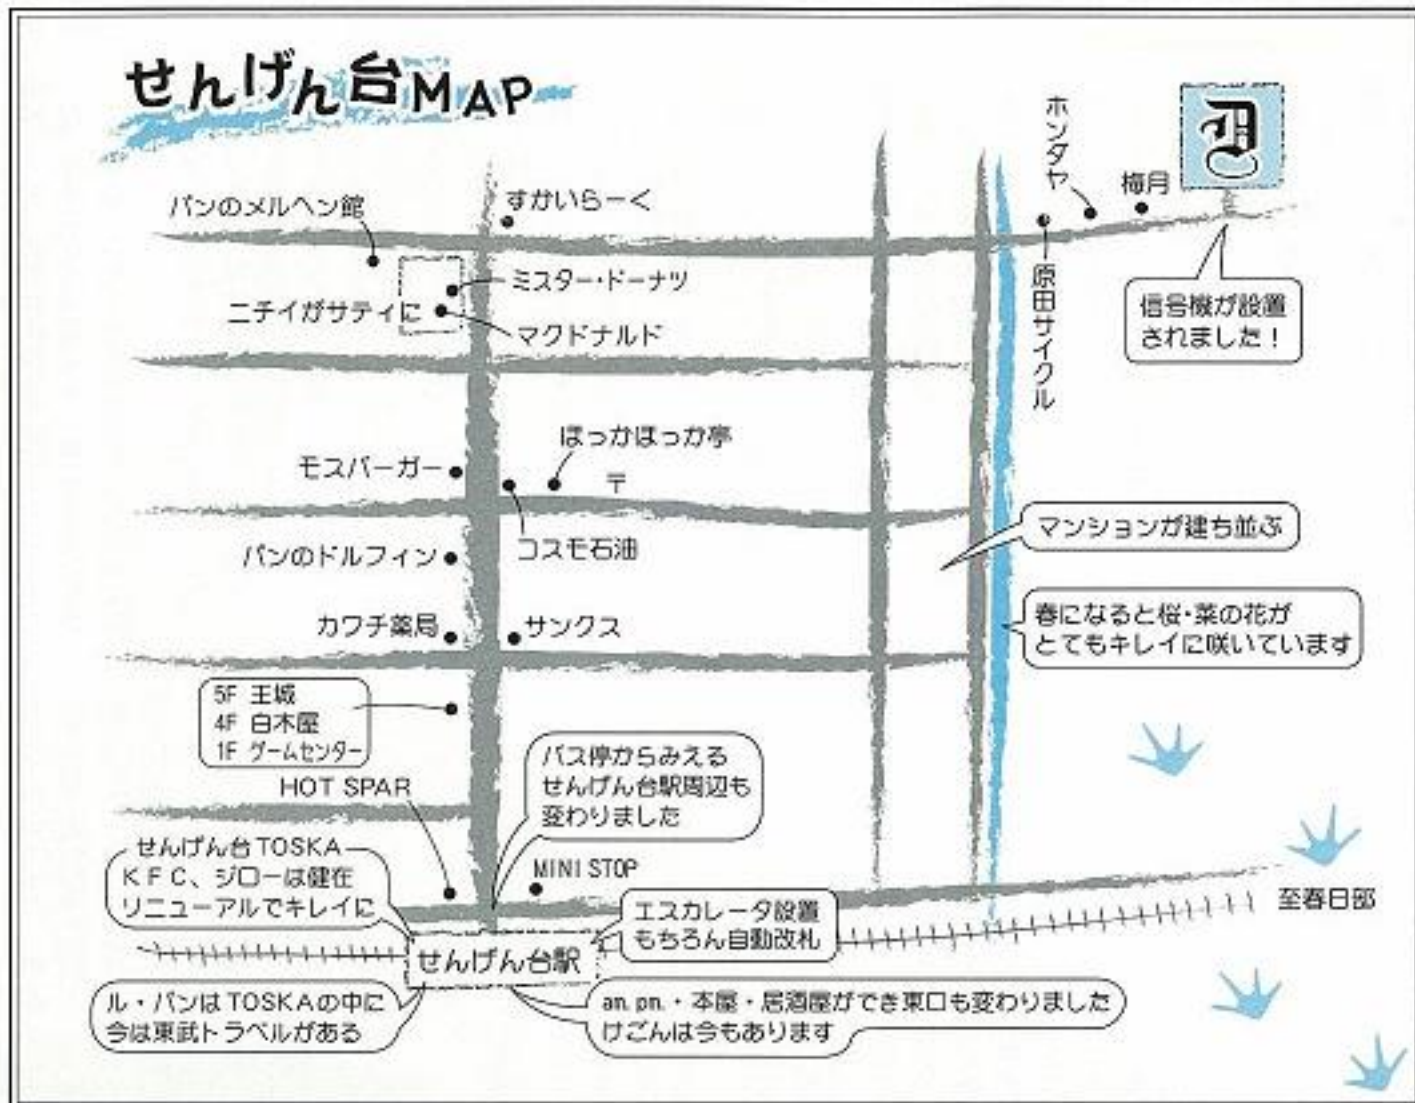 せんげん台MAP
パンのメルヘン館
すかいらーく
ホンダヤ
梅月
D
ミスター・ドーナツ
ニチイがサティに
マクドナルド
原田サイクル
信号機が設置
されました！
ほっかほっか亭
モスバーガー
〒
コスモ石油
パンのドルフィン
マンションが建ち並ぶ
カワチ薬局
サンクス
春になると桜・菜の花が
とてもキレイに咲いています
5F 王城
4F 白木屋
1F ゲームセンター
HOT SPAR
バス停からみえる
せんげん台駅周辺も
変わりました
せんげん台TOSKA
KFC、ジローは健在
リニューアルでキレイに
MINI STOP
エスカレータ設置
もちろん自動改札
至春日部
せんげん台駅
ル・パンはTOSKAの中に
今は東武トラベルがある
am.pm.・本屋・居酒屋ができ東口も変わりました
けごんは今もあります